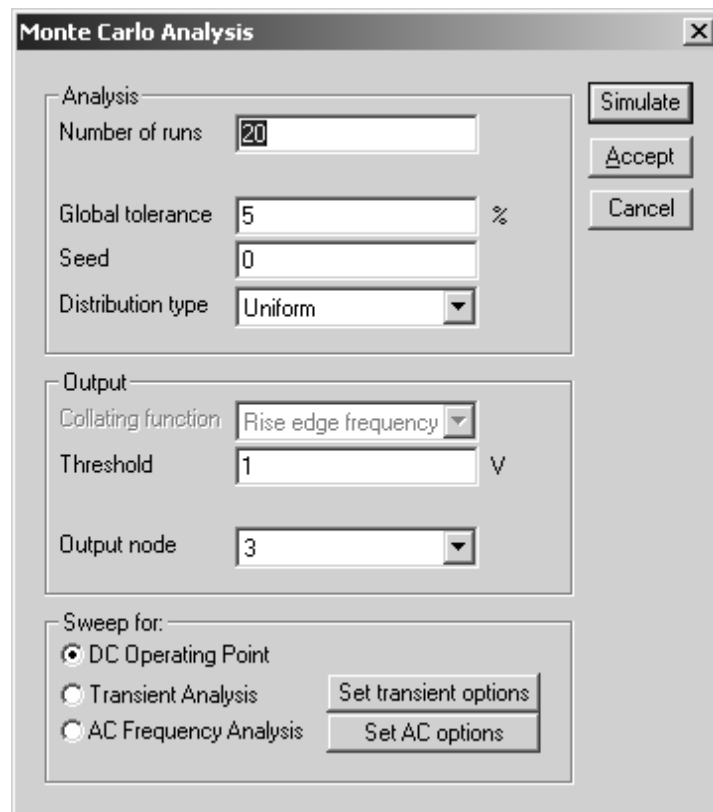 Monte Carlo Analysis
Analysis
Number of runs 20
Global tolerance 5 %
Seed 0
Distribution type Uniform
Simulate
Accept
Cancel
Output
Collating function Rise edge frequency
Threshold 1 V
Output node 3
Sweep for:
DC Operating Point
Transient Analysis Set transient options
AC Frequency Analysis Set AC options